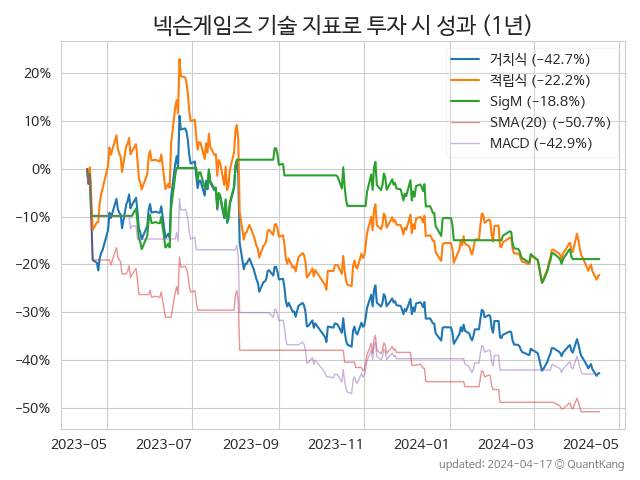 넥슨게임즈 기술 지표로 투자 시 성과 (1년)
거치식 (−42.7%)
적립식 (−22.2%)
SigM (−18.8%)
SMA(20) (−50.7%)
MACD (−42.9%)
20%
10%
0%
−10%
−20%
−30%
−40%
−50%
2023-05 2023-07 2023-09 2023-11 2024-01 2024-03 2024-05
updated: 2024-04-17 © QuantKang